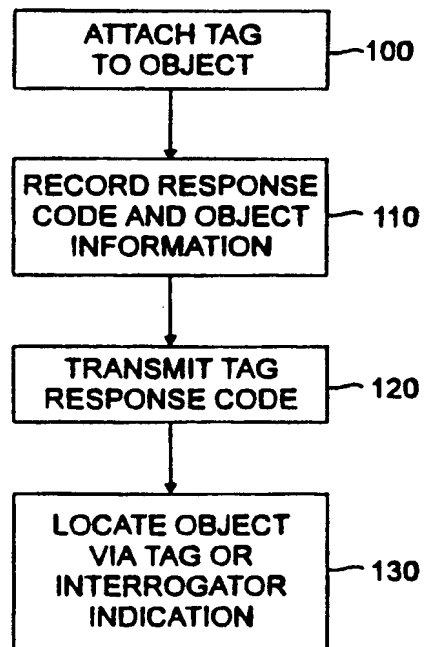 ATTACH TAG
TO OBJECT
100
RECORD RESPONSE
CODE AND OBJECT
INFORMATION
110
TRANSMIT TAG
RESPONSE CODE
120
LOCATE OBJECT
VIA TAG OR
INTERROGATOR
INDICATION
130